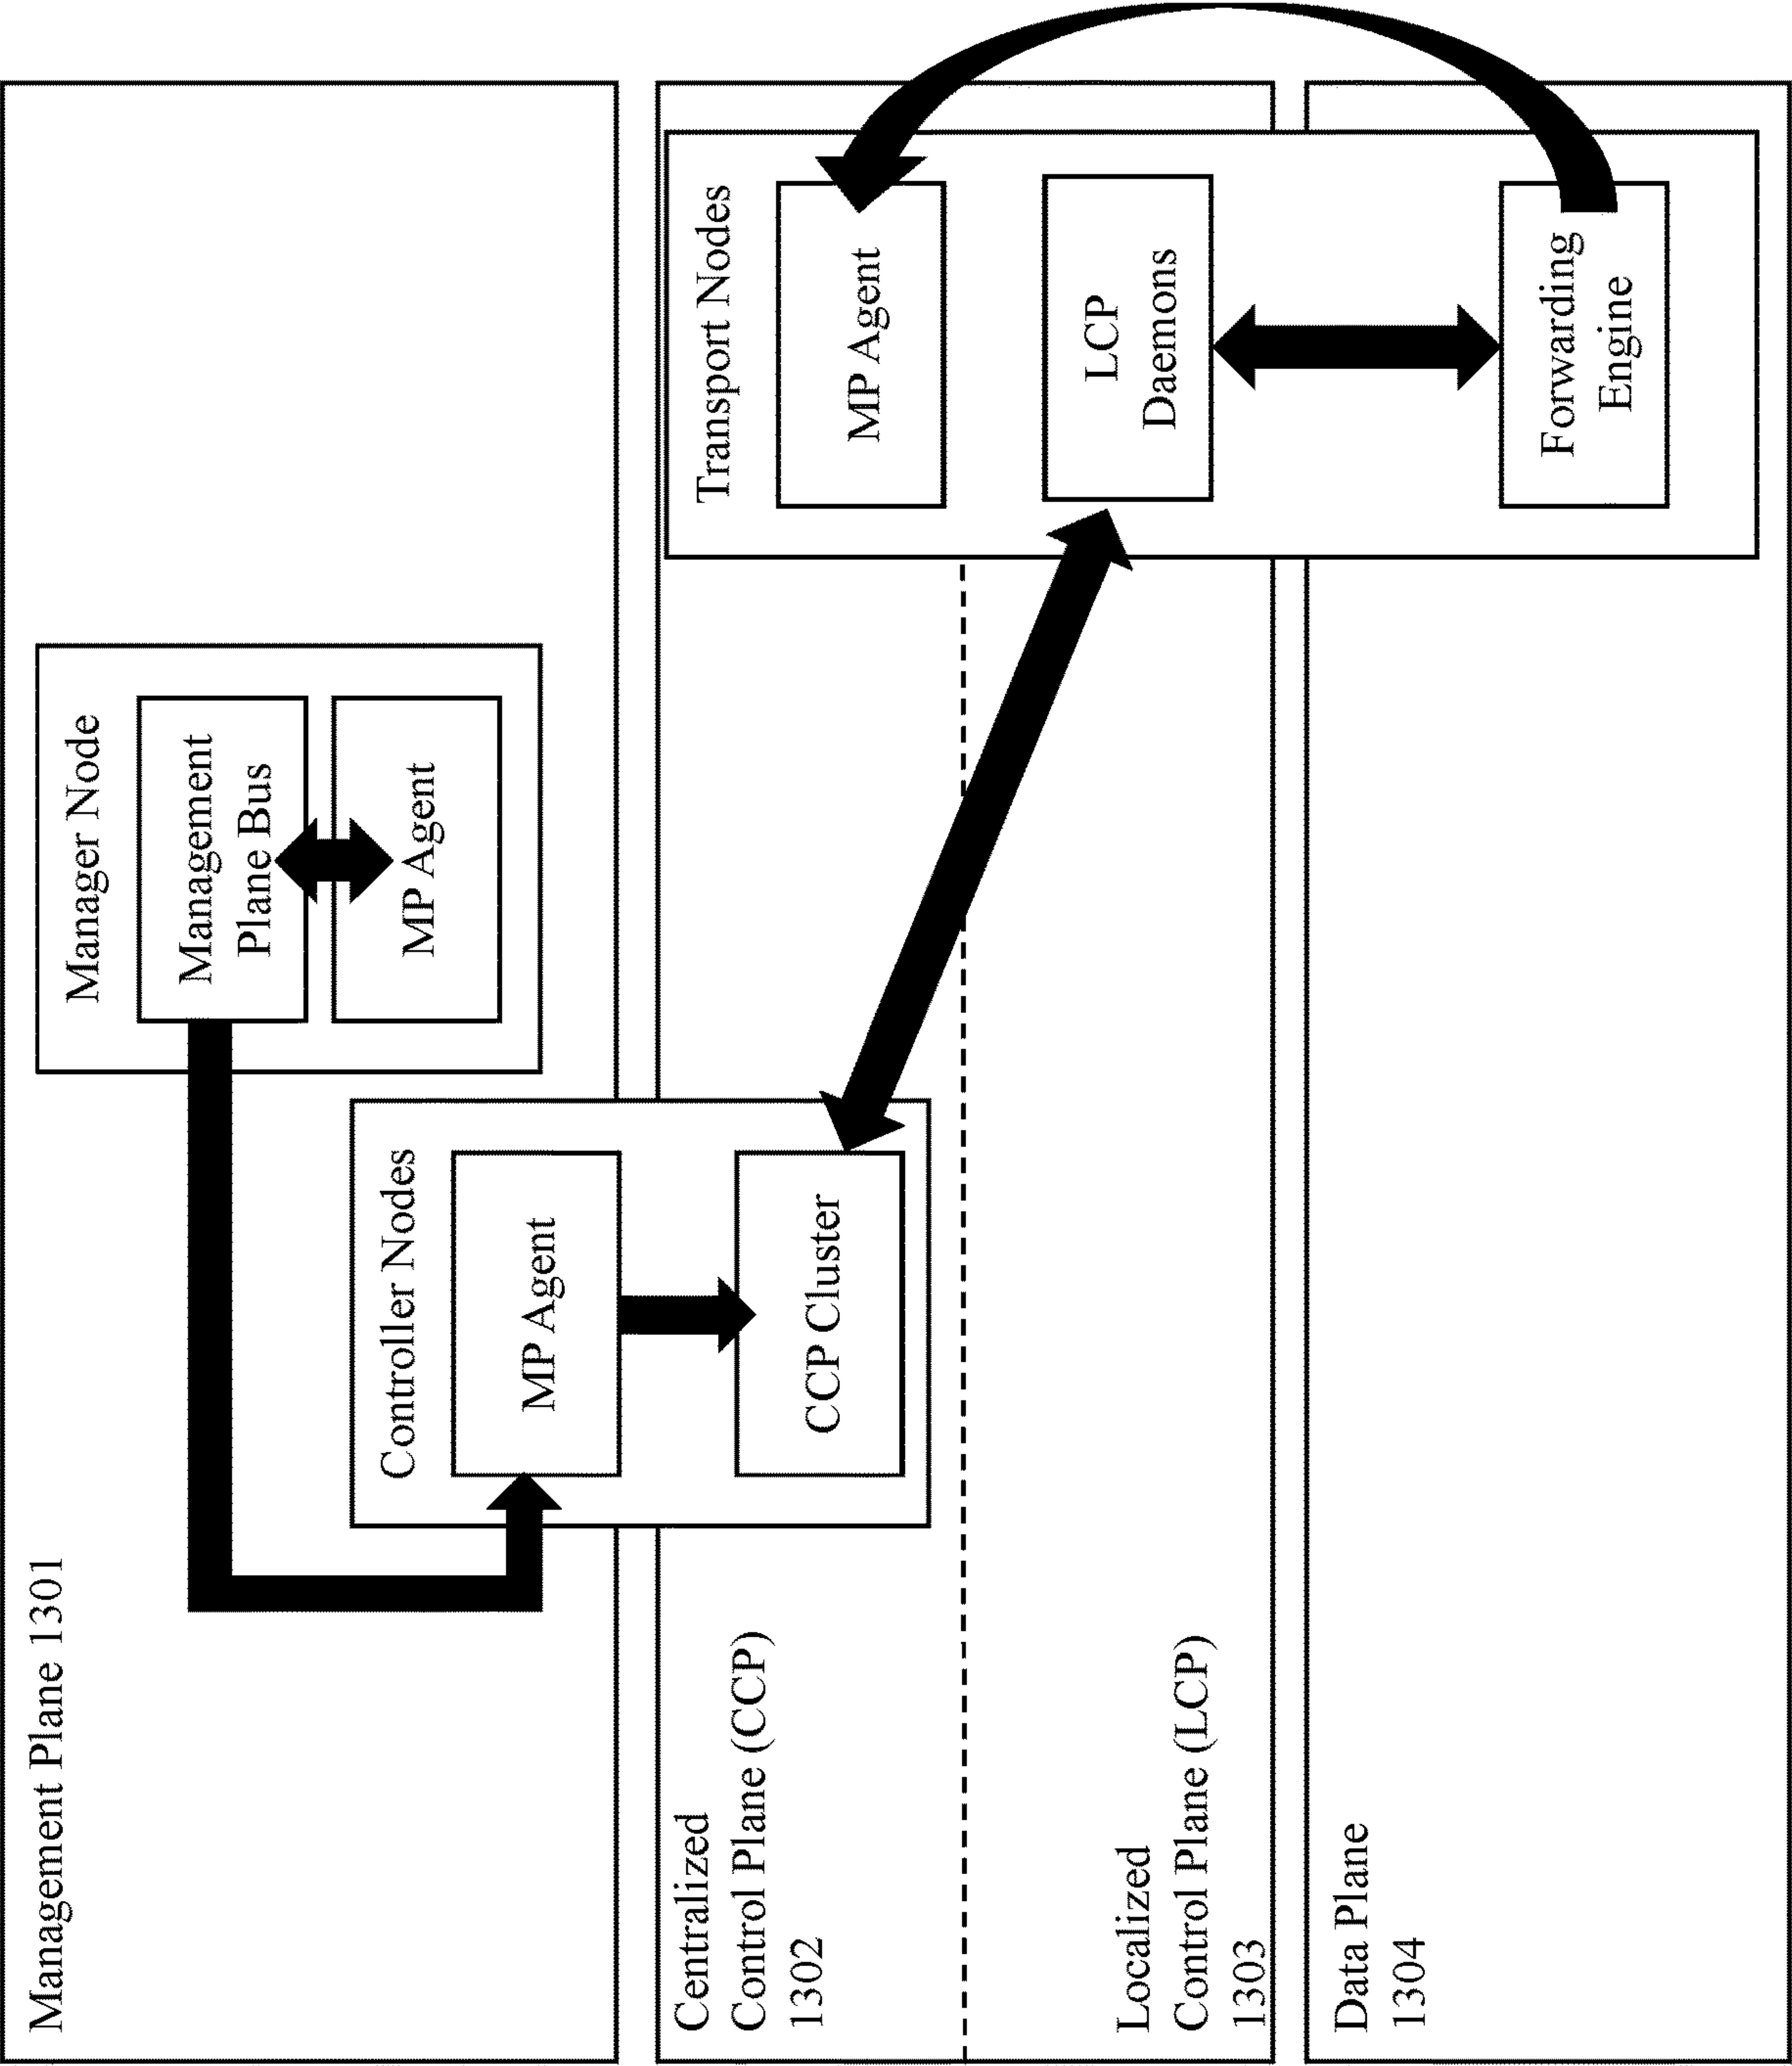 Management Plane 1301
Manager Node
Management
Plane Bus
MP Agent
Controller Nodes
MP Agent
CCP Cluster
Centralized
Control Plane (CCP)
1302
Transport Nodes
MP Agent
LCP
Daemons
Forwarding
Engine
Localized
Control Plane (LCP)
1303
Data Plane
1304